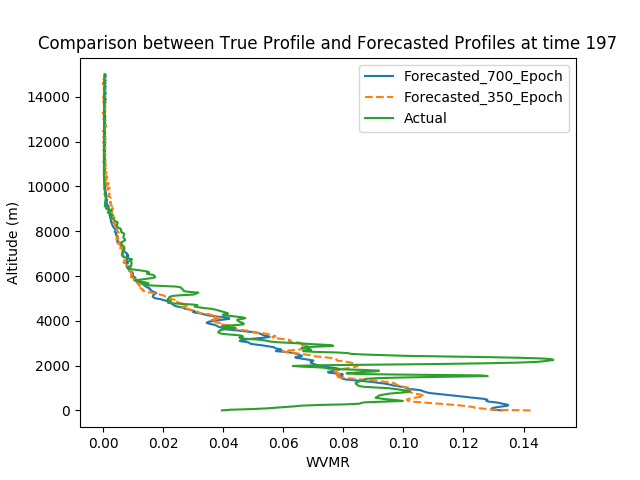 Comparison between True Profile and Forecasted Profiles at time 197
Forecasted_700_Epoch
Forecasted_350_Epoch
Actual
Altitude (m)
14000
12000
10000
8000
6000
4000
2000
0
0.00 0.02 0.04 0.06 0.08 0.10 0.12 0.14
WVMR